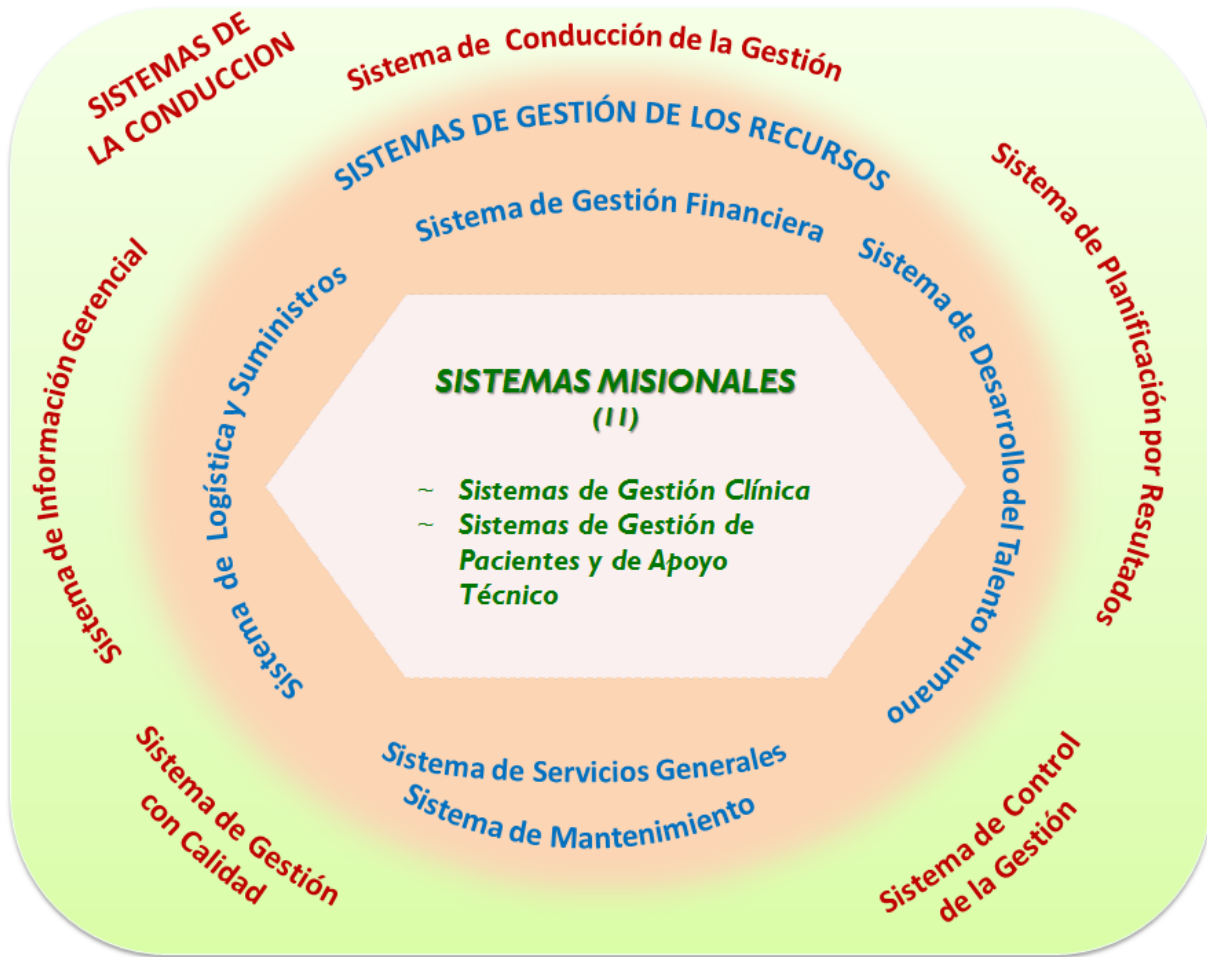 SISTEMAS DE
LA CONDUCCION
Sistema de Conducción de la Gestión
SISTEMAS DE GESTIÓN DE LOS RECURSOS
Sistema de Gestión Financiera
Sistema de Planificación por Resultados
Sistema de Desarrollo del Talento Humano
Sistema de Información Gerencial
Sistema de Logística y Suministros
SISTEMAS MISIONALES
(11)
~ Sistemas de Gestión Clínica
~ Sistemas de Gestión de
Pacientes y de Apoyo
Técnico
Sistema de Servicios Generales
Sistema de Mantenimiento
Sistema de Gestión
con Calidad
Sistema de Control
de la Gestión